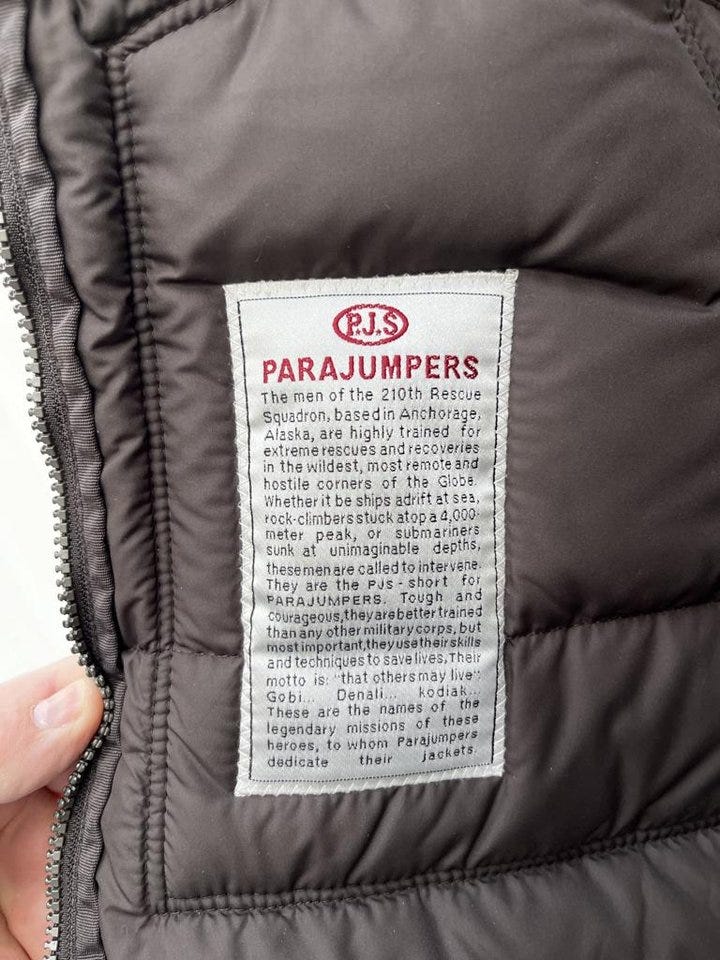 P.J.S
PARAJUMPERS
The men of the 210th Rescue
Squadron, based in Anchorage,
Alaska, are highly trained for
extreme rescues and recoveries
in the wildest, most remote and
hostile corners of the Globe.
Whether it be ships adrift at sea,
rock-climbers stuck atop a 4,000-
meter peak, or submariners
sunk at unimaginable depths,
these men are called to intervene.
They are the PJS - short for
PARAJUMPERS. Tough and
courageous, they are better trained
than any other military corps, but
most important, they use their skills
and techniques to save lives. Their
motto is: "that others may live":
Gobi... Denali... kodiak...
These are the names of the
legendary missions of these
heroes, to whom Parajumpers
dedicate their jackets.